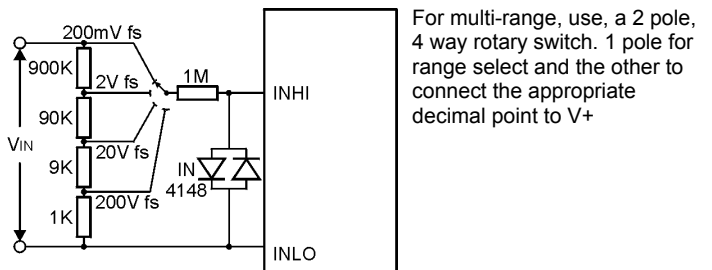 200mV fs
900K
2V fs
1M
INHI
90K
VIN
20V fs
9K
IN
4148
200V fs
1K
INLO
For multi-range, use, a 2 pole,
4 way rotary switch. 1 pole for
range select and the other to
connect the appropriate
decimal point to V+